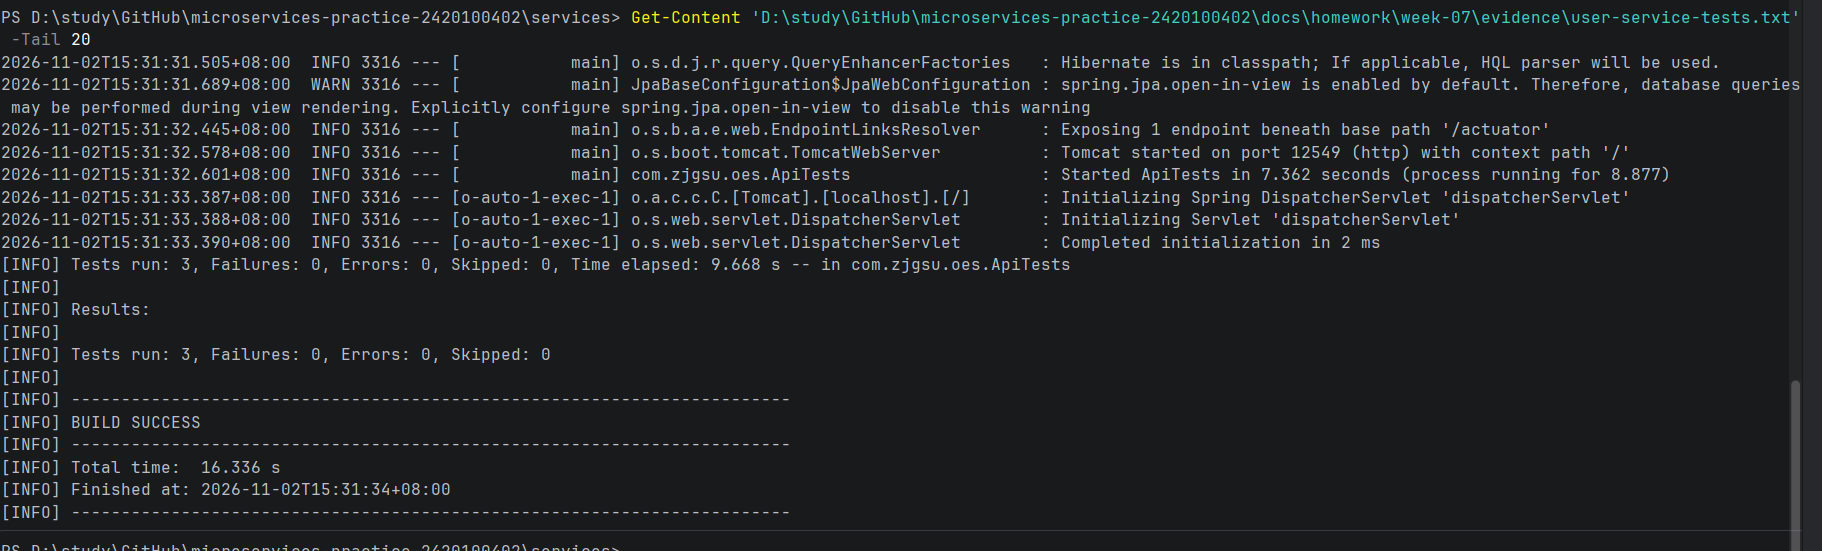 PS D:\study\GitHub\microservices-practice-2420100402\services> Get-Content 'D:\study\GitHub\microservices-practice-2420100402\docs\homework\week-07\evidence\user-service-tests.txt'
 -Tail 20
2026-11-02T15:31:31.505+08:00  INFO 3316 --- [           main] o.s.d.j.r.query.QueryEnhancerFactories   : Hibernate is in classpath; If applicable, HQL parser will be used.
2026-11-02T15:31:31.689+08:00  WARN 3316 --- [           main] JpaBaseConfiguration$JpaWebConfiguration : spring.jpa.open-in-view is enabled by default. Therefore, database queries
 may be performed during view rendering. Explicitly configure spring.jpa.open-in-view to disable this warning
2026-11-02T15:31:32.445+08:00  INFO 3316 --- [           main] o.s.b.a.e.web.EndpointLinksResolver      : Exposing 1 endpoint beneath base path '/actuator'
2026-11-02T15:31:32.578+08:00  INFO 3316 --- [           main] o.s.boot.tomcat.TomcatWebServer          : Tomcat started on port 12549 (http) with context path '/'
2026-11-02T15:31:32.601+08:00  INFO 3316 --- [           main] com.zjgsu.oes.ApiTests                   : Started ApiTests in 7.362 seconds (process running for 8.877)
2026-11-02T15:31:33.387+08:00  INFO 3316 --- [o-auto-1-exec-1] o.a.c.c.C.[Tomcat].[localhost].[/]       : Initializing Spring DispatcherServlet 'dispatcherServlet'
2026-11-02T15:31:33.388+08:00  INFO 3316 --- [o-auto-1-exec-1] o.s.web.servlet.DispatcherServlet        : Initializing Servlet 'dispatcherServlet'
2026-11-02T15:31:33.390+08:00  INFO 3316 --- [o-auto-1-exec-1] o.s.web.servlet.DispatcherServlet        : Completed initialization in 2 ms
[INFO] Tests run: 3, Failures: 0, Errors: 0, Skipped: 0, Time elapsed: 9.668 s -- in com.zjgsu.oes.ApiTests
[INFO]
[INFO] Results:
[INFO]
[INFO] Tests run: 3, Failures: 0, Errors: 0, Skipped: 0
[INFO]
[INFO] ------------------------------------------------------------------------
[INFO] BUILD SUCCESS
[INFO] ------------------------------------------------------------------------
[INFO] Total time:  16.336 s
[INFO] Finished at: 2026-11-02T15:31:34+08:00
[INFO] ------------------------------------------------------------------------
PS D:\study\GitHub\microservices-practice-2420100402\services>